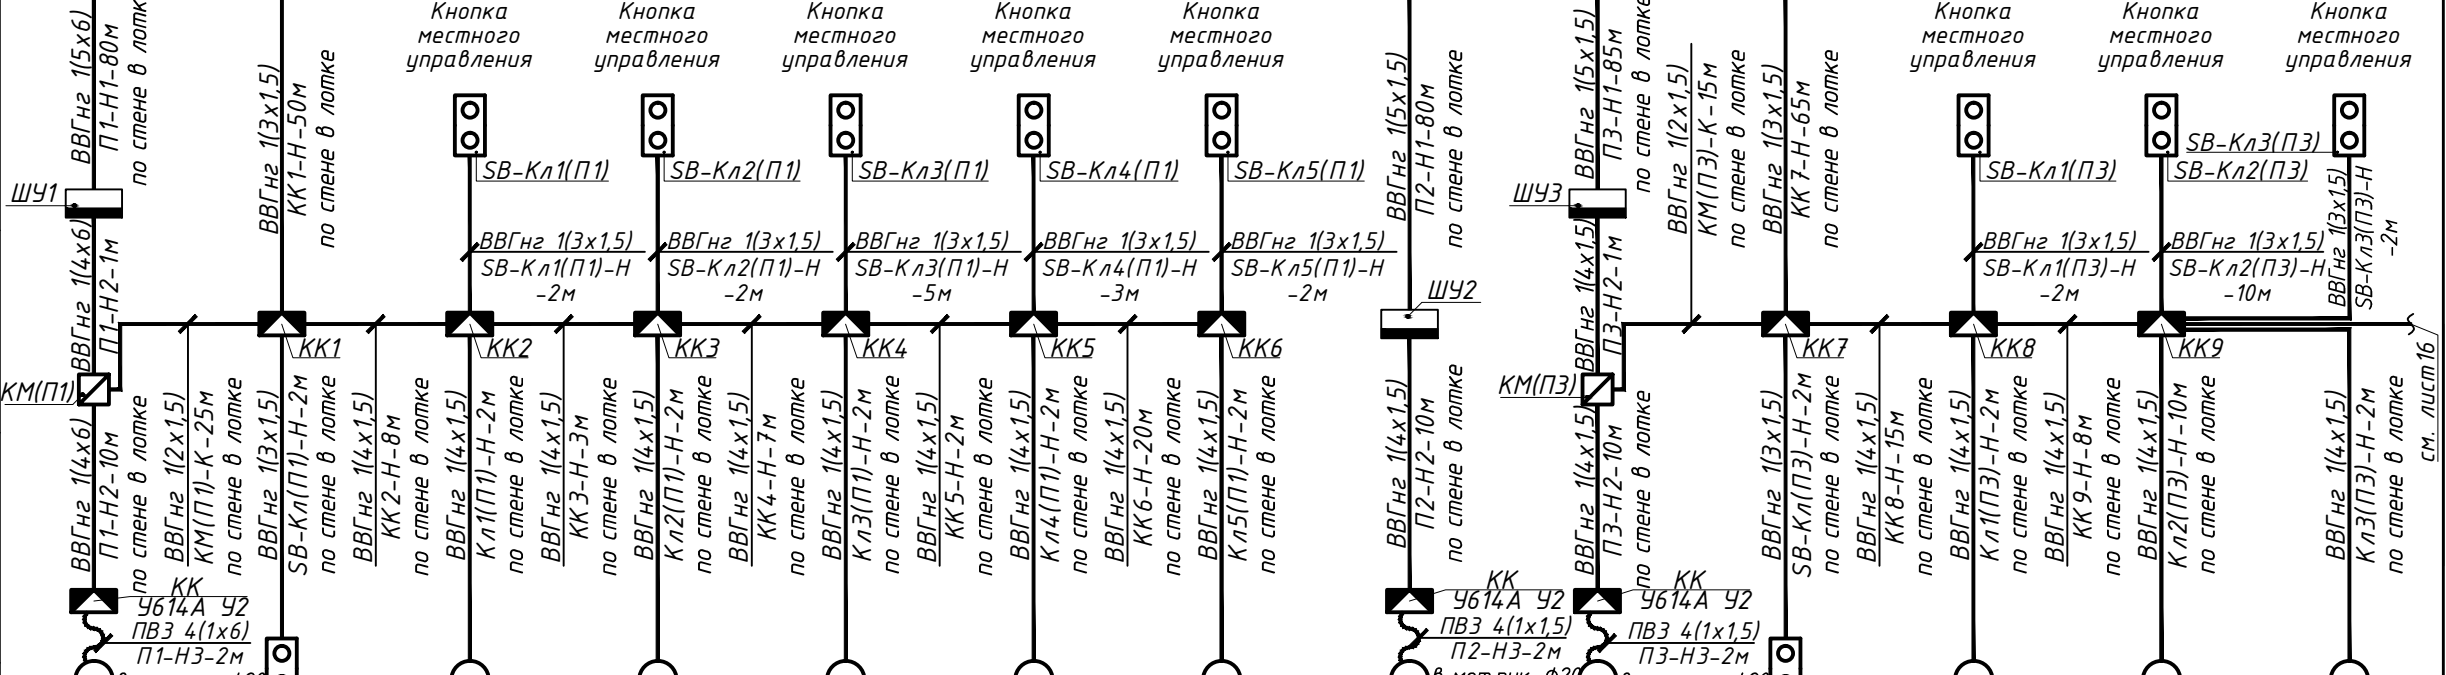 ВВГнг 1(5х6)
П1-Н1-80м
по стене в лотке
ШУ1
ВВГнг 1(4х6)
П1-Н2-1м
КМ(П1)
ВВГнг 1(4х6)
П1-Н2-10м
по стене в лотке
КК
У614А У2
ПВ3 4(1х6)
П1-Н3-2м
ВВГнг 1(2х1,5)
КМ(П1)-К-25м
по стене в лотке
ВВГнг 1(3х1,5)
КК1-Н-50м
по стене в лотке
КК1
ВВГнг 1(3х1,5)
SB-Кл(П1)-Н-2м
по стене в лотке
ВВГнг 1(4х1,5)
КК2-Н-8м
по стене в лотке
Кнопка
местного
управления
SB-Кл1(П1)
ВВГнг 1(3х1,5)
SB-Кл1(П1)-Н
-2м
КК2
ВВГнг 1(4х1,5)
Кл1(П1)-Н-2м
по стене в лотке
ВВГнг 1(4х1,5)
КК3-Н-3м
по стене в лотке
Кнопка
местного
управления
SB-Кл2(П1)
ВВГнг 1(3х1,5)
SB-Кл2(П1)-Н
-2м
КК3
ВВГнг 1(4х1,5)
Кл2(П1)-Н-2м
по стене в лотке
ВВГнг 1(4х1,5)
КК4-Н-7м
по стене в лотке
Кнопка
местного
управления
SB-Кл3(П1)
ВВГнг 1(3х1,5)
SB-Кл3(П1)-Н
-5м
КК4
ВВГнг 1(4х1,5)
Кл3(П1)-Н-2м
по стене в лотке
ВВГнг 1(4х1,5)
КК5-Н-2м
по стене в лотке
Кнопка
местного
управления
SB-Кл4(П1)
ВВГнг 1(3х1,5)
SB-Кл4(П1)-Н
-3м
КК5
ВВГнг 1(4х1,5)
Кл4(П1)-Н-2м
по стене в лотке
ВВГнг 1(4х1,5)
КК6-Н-20м
по стене в лотке
Кнопка
местного
управления
SB-Кл5(П1)
ВВГнг 1(3х1,5)
SB-Кл5(П1)-Н
-2м
КК6
ВВГнг 1(4х1,5)
Кл5(П1)-Н-2м
по стене в лотке
ВВГнг 1(5х1,5)
П2-Н1-80м
по стене в лотке
ШУ2
ВВГнг 1(4х1,5)
П2-Н2-10м
по стене в лотке
КК
У614А У2
ПВ3 4(1х1,5)
П2-Н3-2м
ВВГнг 1(5х1,5)
П3-Н1-85м
по стене в лотке
ШУ3
ВВГнг 1(4х1,5)
П3-Н2-1м
КМ(П3)
ВВГнг 1(4х1,5)
П3-Н2-10м
по стене в лотке
КК
У614А У2
ПВ3 4(1х1,5)
П3-Н3-2м
ВВГнг 1(2х1,5)
КМ(П3)-К-15м
по стене в лотке
ВВГнг 1(3х1,5)
КК7-Н-65м
по стене в лотке
КК7
ВВГнг 1(3х1,5)
SB-Кл(П3)-Н-2м
по стене в лотке
ВВГнг 1(4х1,5)
КК8-Н-15м
по стене в лотке
Кнопка
местного
управления
SB-Кл1(П3)
ВВГнг 1(3х1,5)
SB-Кл1(П3)-Н
-2м
КК8
ВВГнг 1(4х1,5)
Кл1(П3)-Н-2м
по стене в лотке
ВВГнг 1(4х1,5)
КК9-Н-8м
по стене в лотке
Кнопка
местного
управления
SB-Кл2(П3)
ВВГнг 1(3х1,5)
SB-Кл2(П3)-Н
-10м
КК9
ВВГнг 1(4х1,5)
Кл2(П3)-Н-10м
по стене в лотке
Кнопка
местного
управления
SB-Кл3(П3)
ВВГнг 1(3х1,5)
SB-Кл3(П3)-Н
-2м
ВВГнг 1(4х1,5)
Кл3(П3)-Н-2м
по стене в лотке
см. лист16